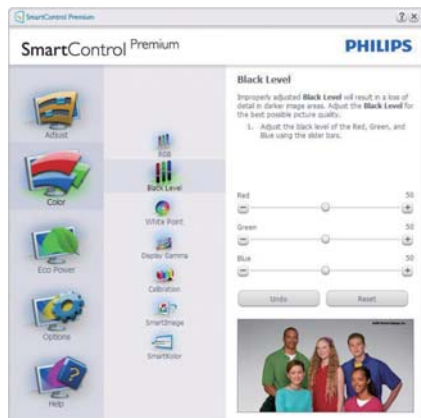 SmartControl Premium
SmartControl Premium
PHILIPS
Adjust
Color
Eco Power
Options
Help
RGB
Black Level
White Point
Display Gamma
Calibration
SmartImage
SmartKolor
Black Level
Improperly adjusted Black Level will result in a loss of
detail in darker image areas. Adjust the Black Level for
the best possible picture quality.
1. Adjust the black level of the Red, Green, and
Blue using the slider bars.
Red 50
Green 50
Blue 50
Undo Reset